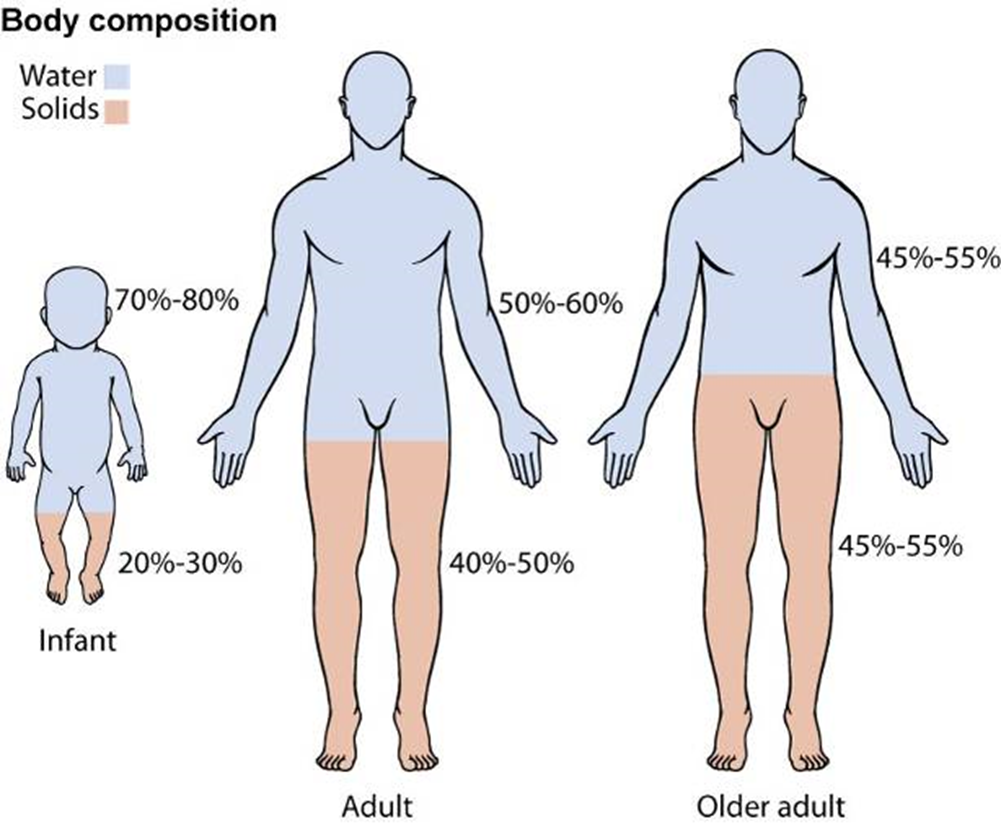 Body composition
Water
Solids
70%-80%
50%-60%
45%-55%
20%-30%
40%-50%
45%-55%
Infant
Adult
Older adult